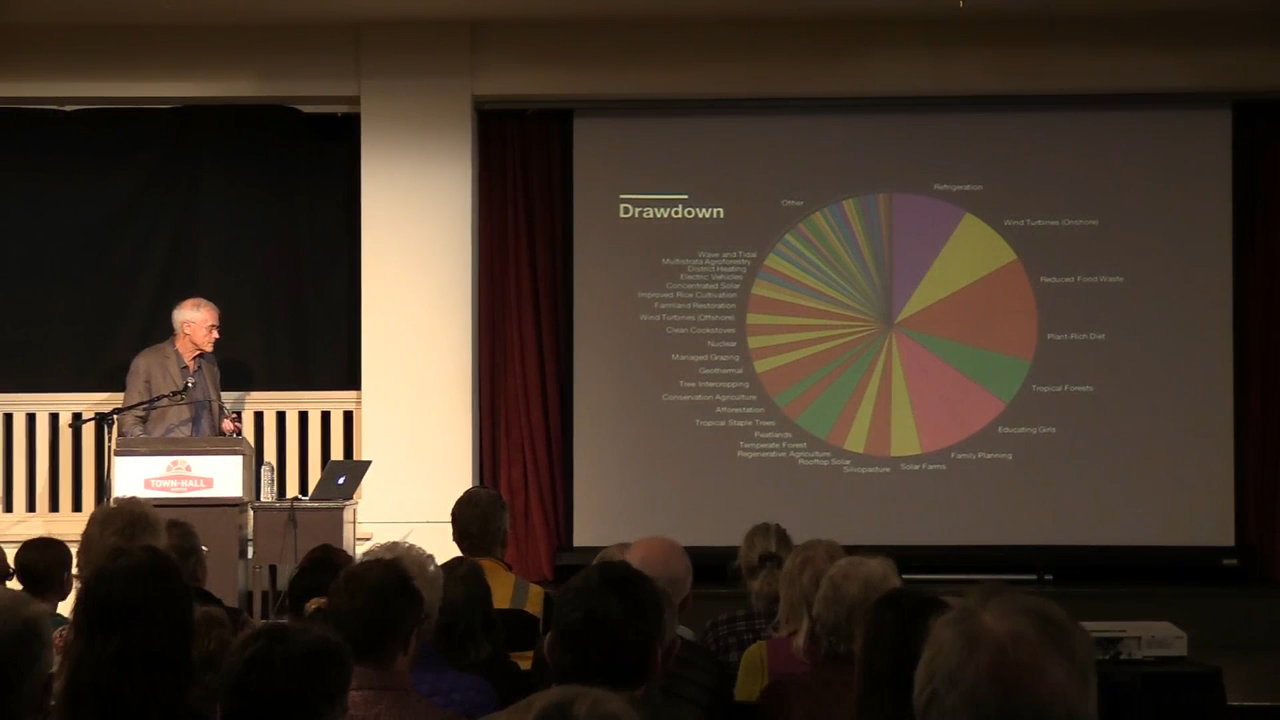 Drawdown
Refrigeration
Wind Turbines (Onshore)
Reduced Food Waste
Plant-Rich Diet
Tropical Forests
Educating Girls
Family Planning
Solar Farms
Silvopasture
Rooftop Solar
Regenerative Agriculture
Temperate Forest
Peatlands
Tropical Staple Trees
Afforestation
Conservation Agriculture
Tree Intercropping
Geothermal
Managed Grazing
Nuclear
Clean Cookstoves
Wind Turbines (Offshore)
Farmland Restoration
Improved Rice Cultivation
Concentrated Solar
Electric Vehicles
District Heating
Multistrata Agroforestry
Wave and Tidal
Other
TOWN-HALL